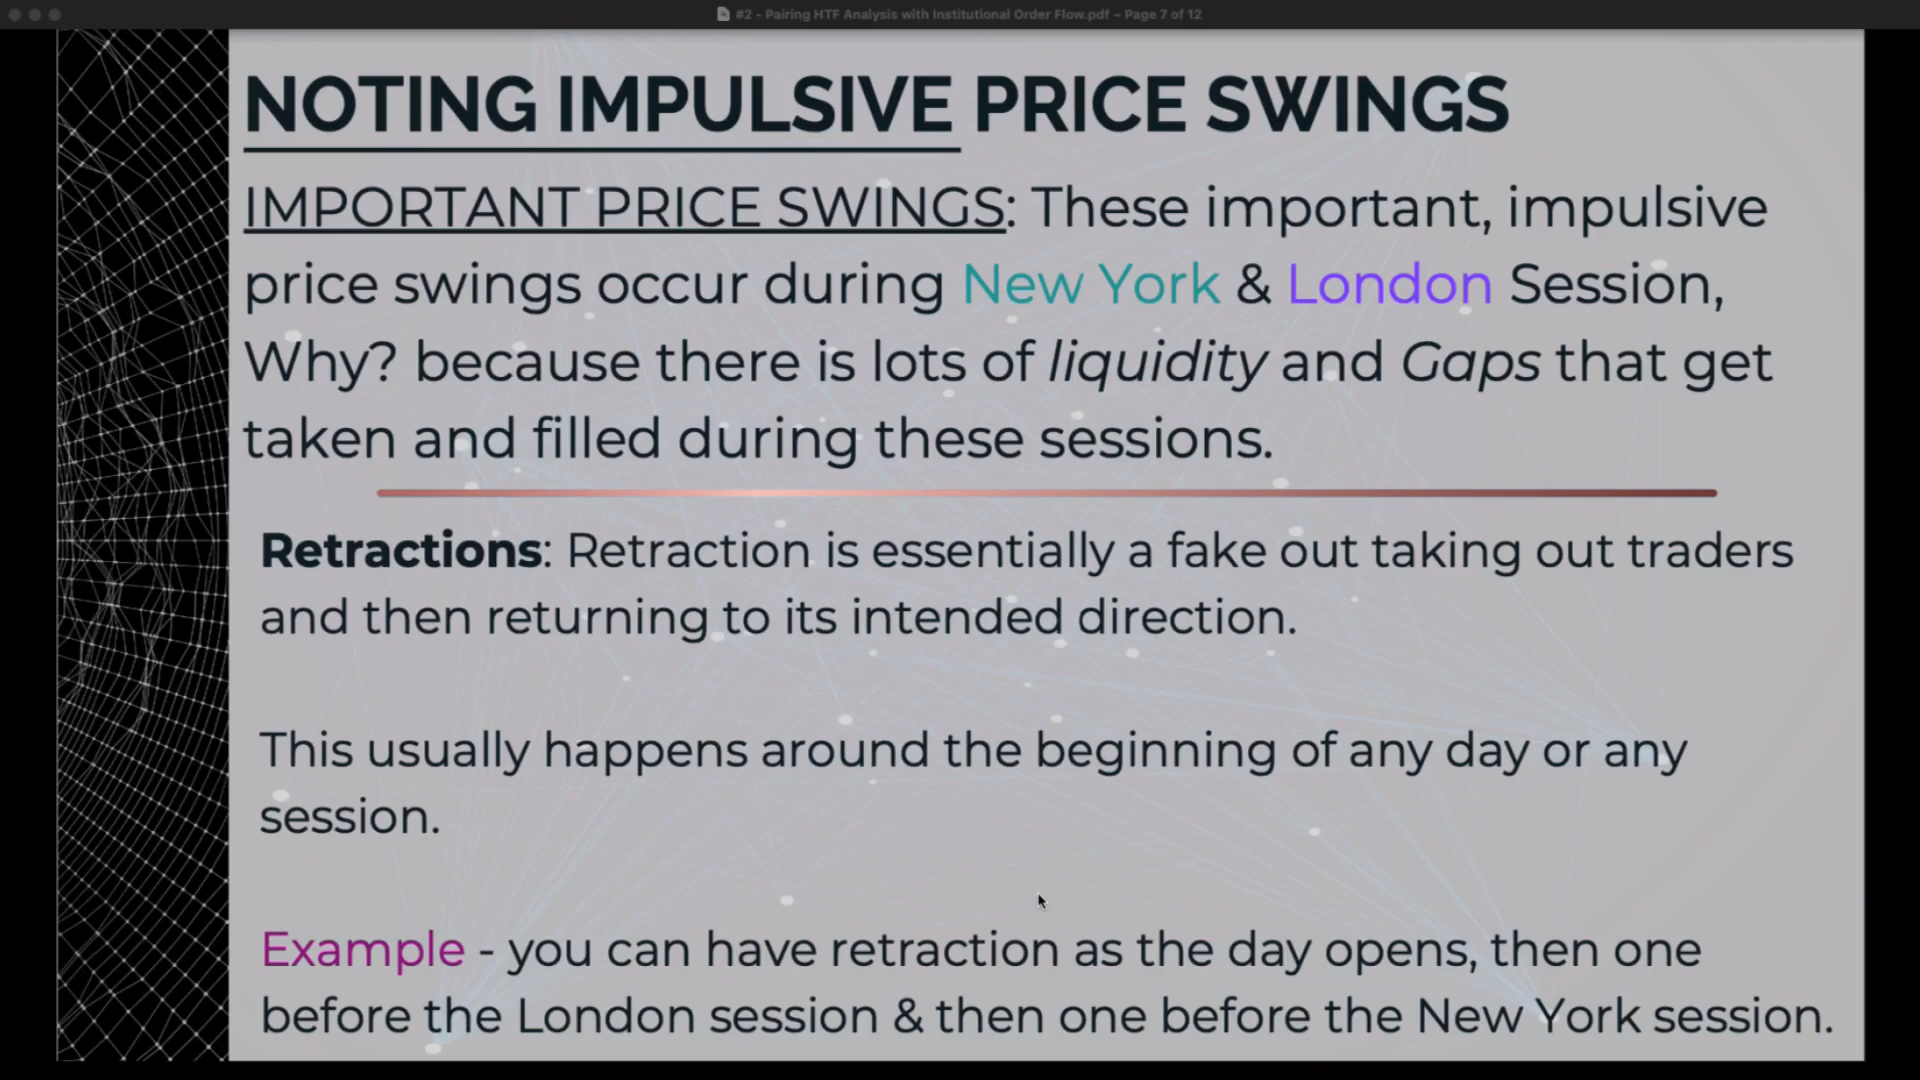 #2 - Pairing HTF Analysis with Institutional Order Flow.pdf – Page 7 of 12
NOTING IMPULSIVE PRICE SWINGS
IMPORTANT PRICE SWINGS: These important, impulsive
price swings occur during New York & London Session,
Why? because there is lots of liquidity and Gaps that get
taken and filled during these sessions.
Retractions: Retraction is essentially a fake out taking out traders
and then returning to its intended direction.
This usually happens around the beginning of any day or any
session.
Example - you can have retraction as the day opens, then one
before the London session & then one before the New York session.